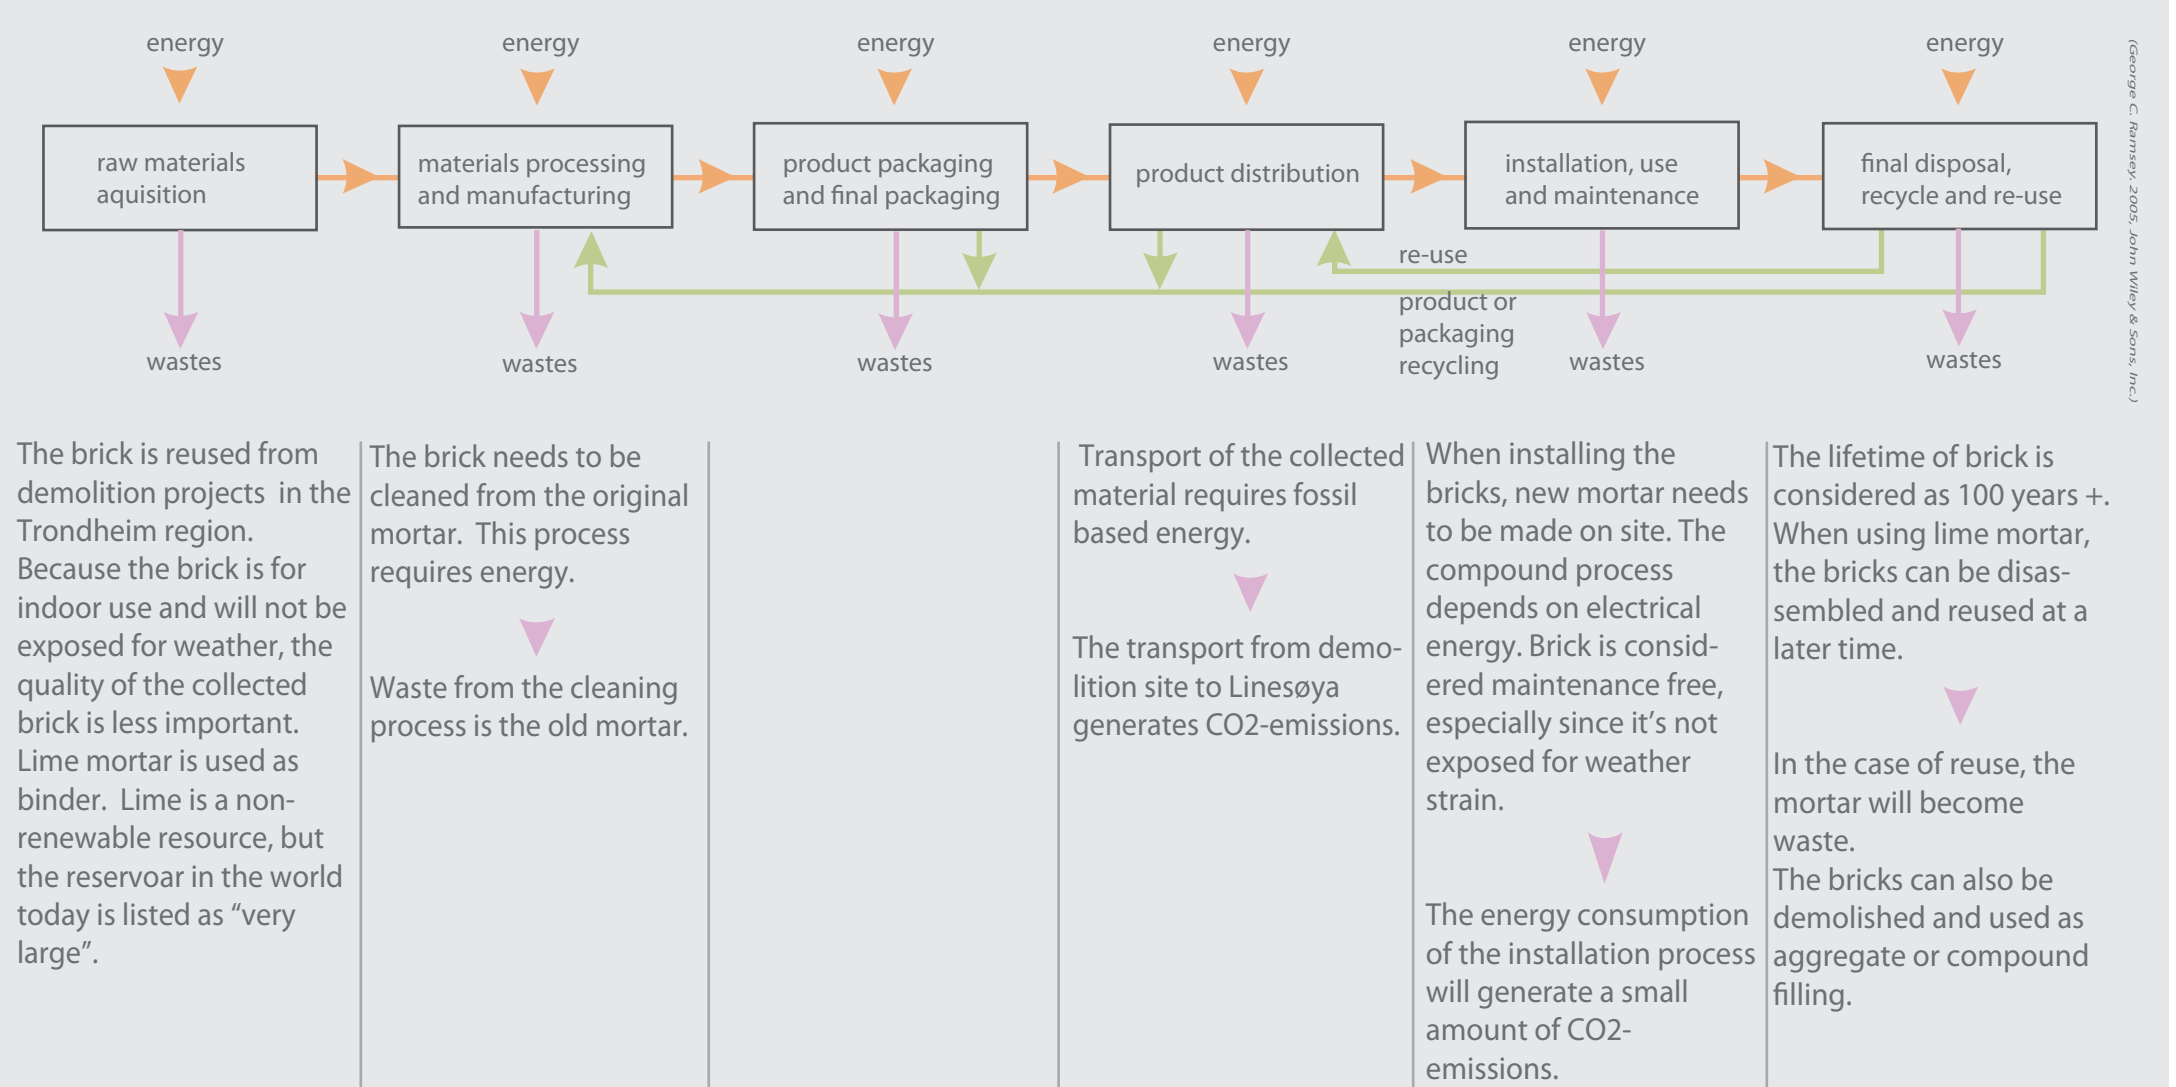 energy
energy
energy
energy
energy
energy
raw materials
aquisition
materials processing
and manufacturing
product packaging
and final packaging
product distribution
installation, use
and maintenance
final disposal,
recycle and re-use
re-use
product or
packaging
recycling
wastes
wastes
wastes
wastes
wastes
wastes
(George C. Ramsey. 2005, John Wiley & Sons, Inc.)
The brick is reused from
demolition projects in the
Trondheim region.
Because the brick is for
indoor use and will not be
exposed for weather, the
quality of the collected
brick is less important.
Lime mortar is used as
binder. Lime is a non-
renewable resource, but
the reservoar in the world
today is listed as “very
large”.
The brick needs to be
cleaned from the original
mortar. This process
requires energy.
Waste from the cleaning
process is the old mortar.
Transport of the collected
material requires fossil
based energy.
The transport from demo-
lition site to Linesøya
generates CO2-emissions.
When installing the
bricks, new mortar needs
to be made on site. The
compound process
depends on electrical
energy. Brick is consid-
ered maintenance free,
especially since it’s not
exposed for weather
strain.
The energy consumption
of the installation process
will generate a small
amount of CO2-
emissions.
The lifetime of brick is
considered as 100 years +.
When using lime mortar,
the bricks can be disas-
sembled and reused at a
later time.
In the case of reuse, the
mortar will become
waste.
The bricks can also be
demolished and used as
aggregate or compound
filling.